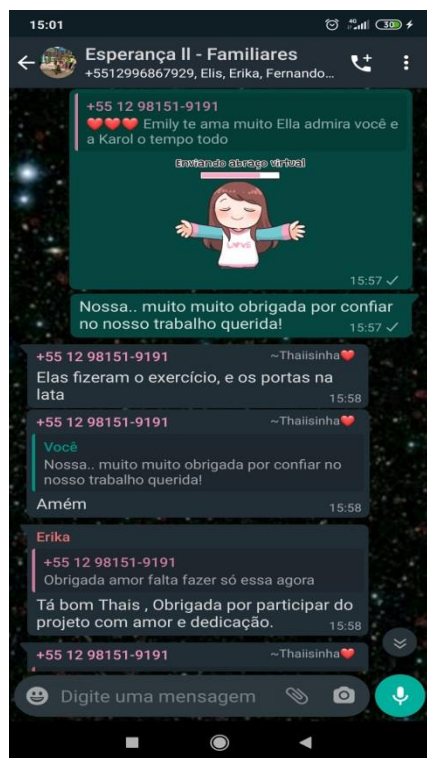 15:01
4G
30
Esperança ll - Familiares
+5512996867929, Elis, Erika, Fernando...
+55 12 98151-9191
❤️❤️❤️ Emily te ama muito Ella admira você e
a Karol o tempo todo
Enviando abraço virtual
LOVE
15:57
Nossa.. muito muito obrigada por confiar
no nosso trabalho querida!
15:57
+55 12 98151-9191 ~Thaiisinha❤️
Elas fizeram o exercício, e os portas na
lata
15:58
+55 12 98151-9191 ~Thaiisinha❤️
Você
Nossa.. muito muito obrigada por confiar no
nosso trabalho querida!
Amém
15:58
Erika
+55 12 98151-9191
Obrigada amor falta fazer só essa agora
Tá bom Thais , Obrigada por participar do
projeto com amor e dedicação.
15:58
+55 12 98151-9191 ~Thaiisinha❤️
Digite uma mensagem